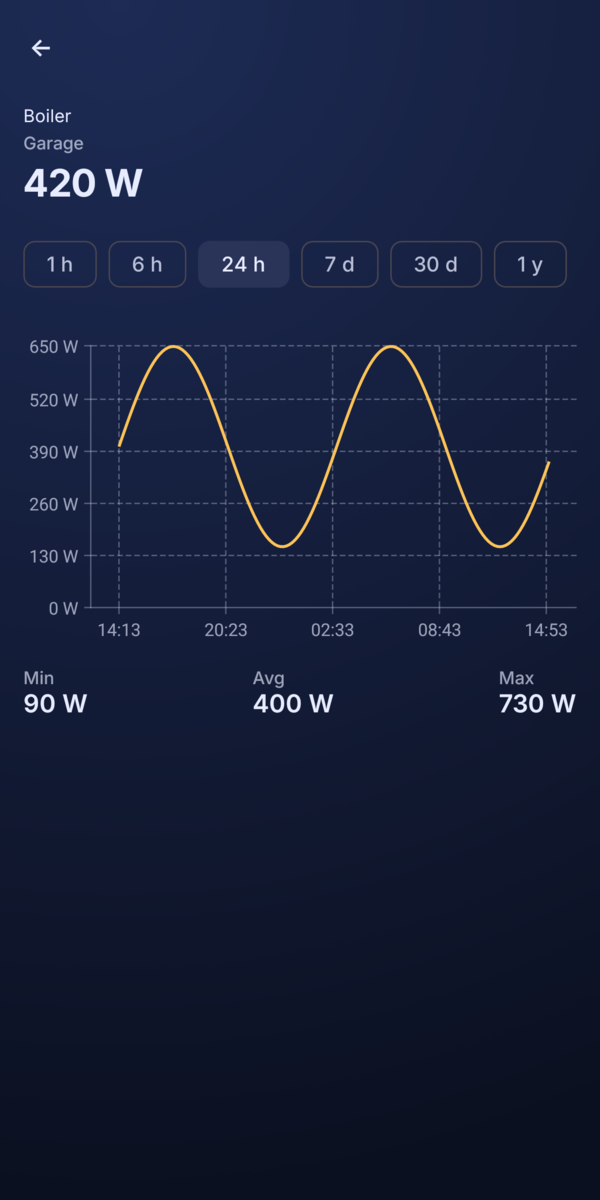 Boiler
Garage
420 W
1 h 6 h 24 h 7 d 30 d 1 y
650 W
520 W
390 W
260 W
130 W
0 W
14:13 20:23 02:33 08:43 14:53
Min Avg Max
90 W 400 W 730 W